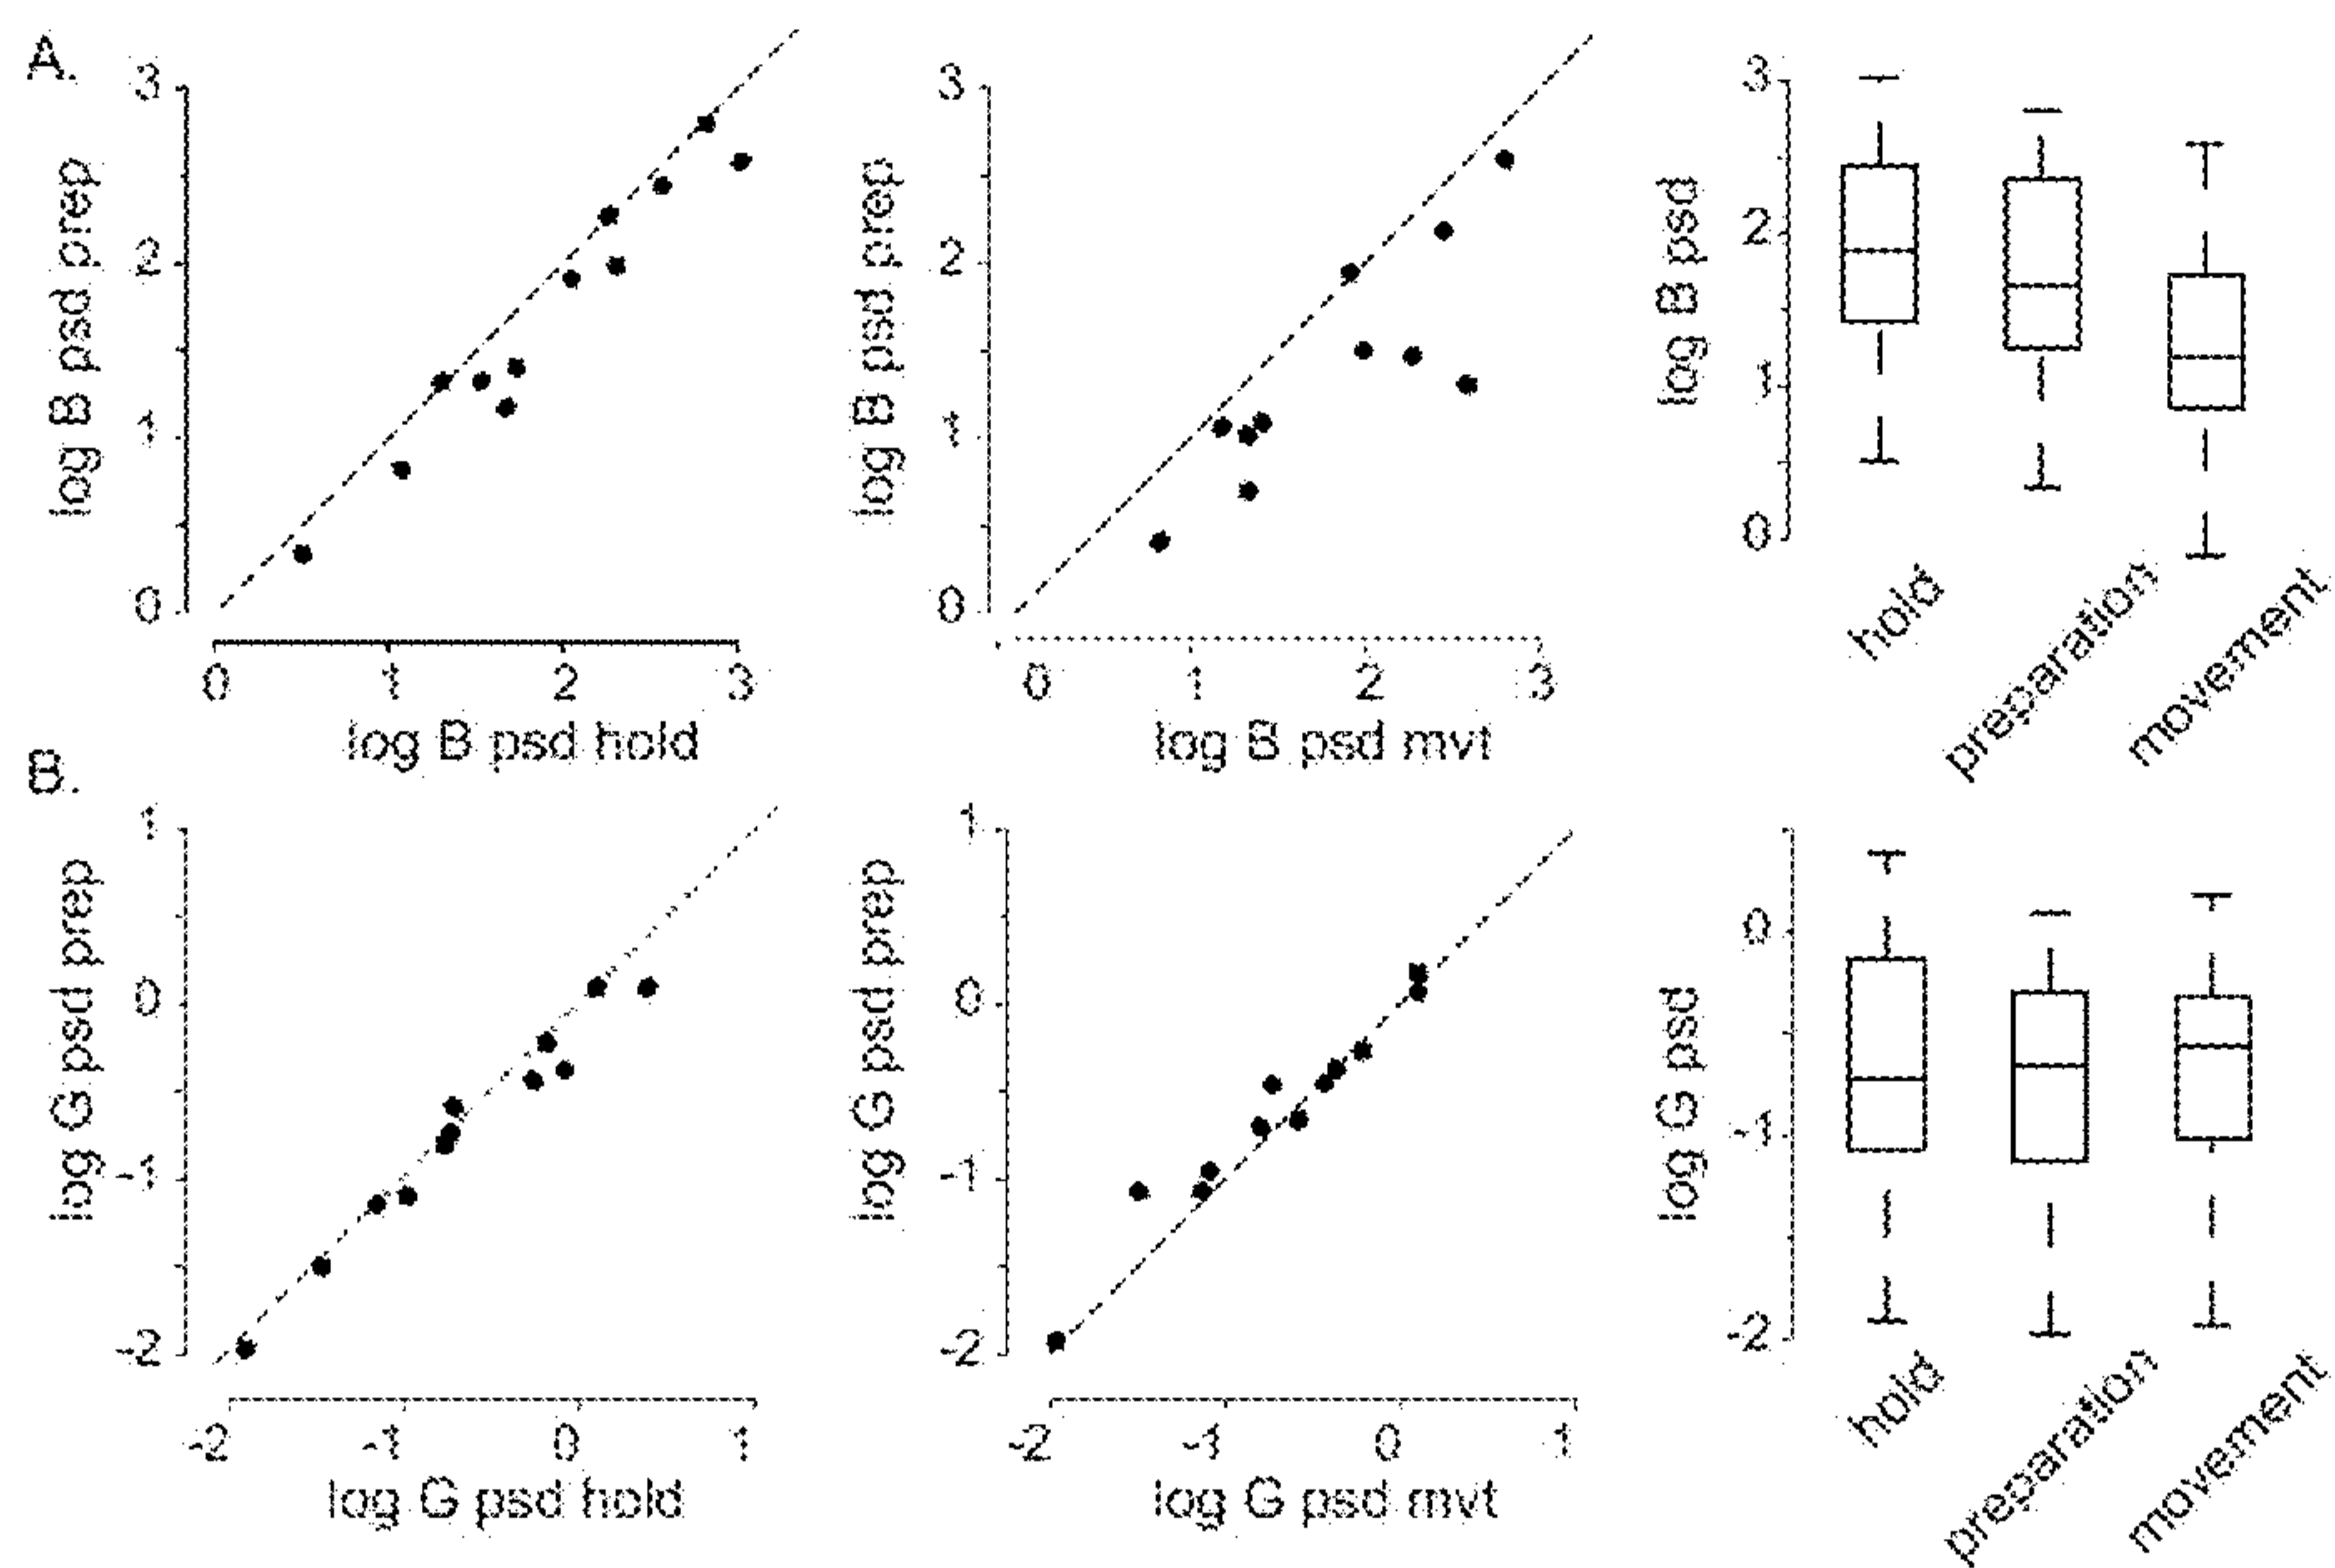 A.
3
2
1
0
log B psd prep
0 1 2 3
log B psd hold
3
2
1
0
log B psd prep
0 1 2 3
log B psd mvt
3
2
1
0
log B psd
hold
preparation
movement
B.
1
0
-1
-2
log G psd prep
-2 -1 0 1
log G psd hold
1
0
-1
-2
log G psd prep
-2 -1 0 1
log G psd mvt
0
-1
-2
log G psd
hold
preparation
movement